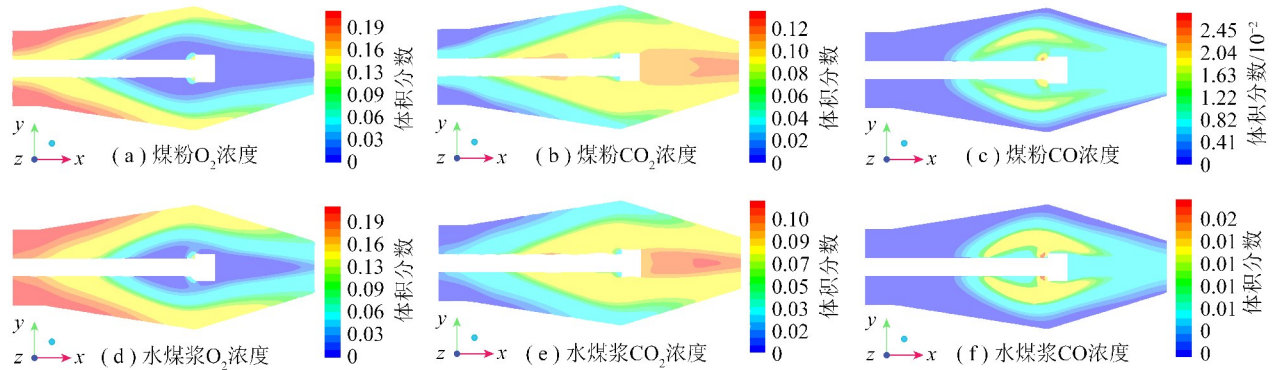 0.19
0.16
0.13
0.09
0.06
0.03
0
体积分数
y
z
x
(a) 煤粉O₂浓度
0.12
0.10
0.08
0.06
0.04
0.02
0
体积分数
y
z
x
(b) 煤粉CO₂浓度
2.45
2.04
1.63
1.22
0.82
0.41
0
体积分数/10⁻²
y
z
x
(c) 煤粉CO浓度
0.19
0.16
0.13
0.09
0.06
0.03
0
体积分数
y
z
x
(d) 水煤浆O₂浓度
0.10
0.09
0.07
0.05
0.03
0.02
0
体积分数
y
z
x
(e) 水煤浆CO₂浓度
0.02
0.01
0.01
0.01
0.01
0
0
体积分数
y
z
x
(f) 水煤浆CO浓度